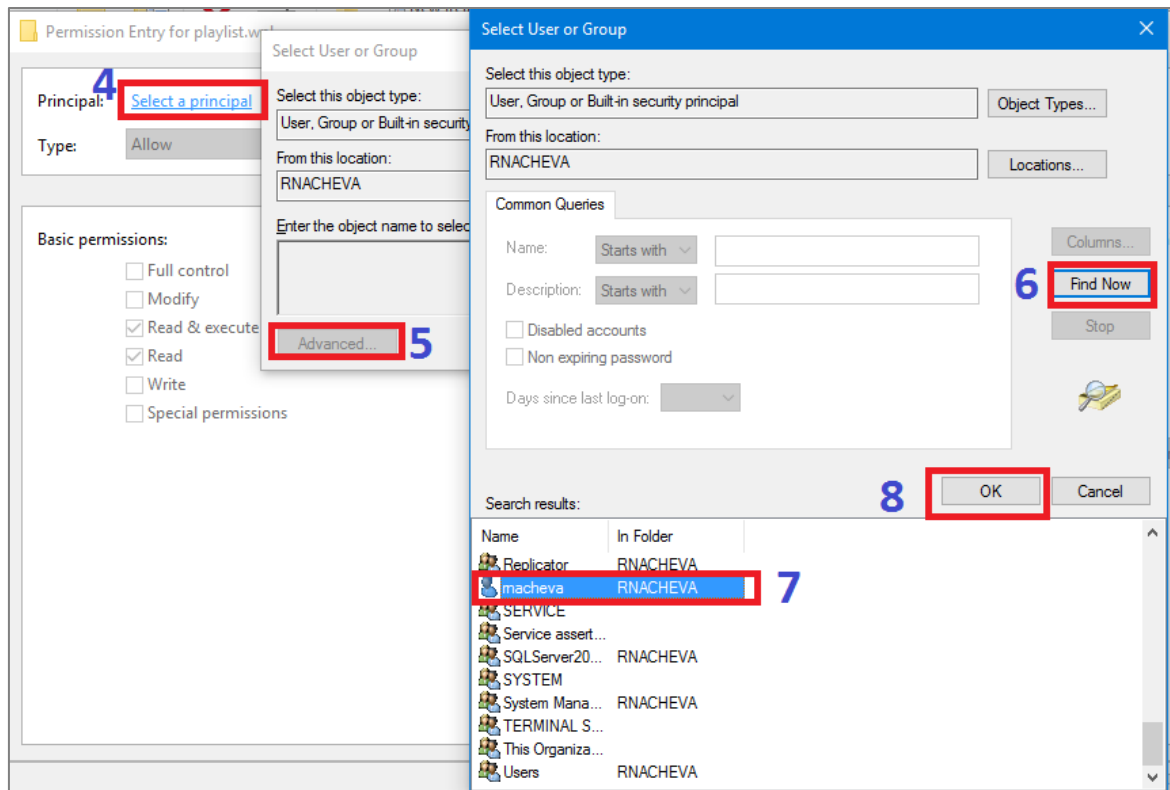 Permission Entry for playlist.w
4
Principal: Select a principal
Type: Allow
Basic permissions:
Full control
Modify
Read & execute
Read
Write
Special permissions
Select User or Group
Select this object type:
User, Group or Built-in security
From this location:
RNACHEVA
Enter the object name to selec
Advanced... 5
Select User or Group
Select this object type:
User, Group or Built-in security principal Object Types...
From this location:
RNACHEVA Locations...
Common Queries
Name: Starts with
Description: Starts with
Disabled accounts
Non expiring password
Days since last log-on:
Columns...
6 Find Now
Stop
8 OK Cancel
Search results:
Name In Folder
Replicator RNACHEVA
rnacheva RNACHEVA 7
SERVICE
Service assert...
SQLServer20... RNACHEVA
SYSTEM
System Mana... RNACHEVA
TERMINAL S...
This Organiza...
Users RNACHEVA